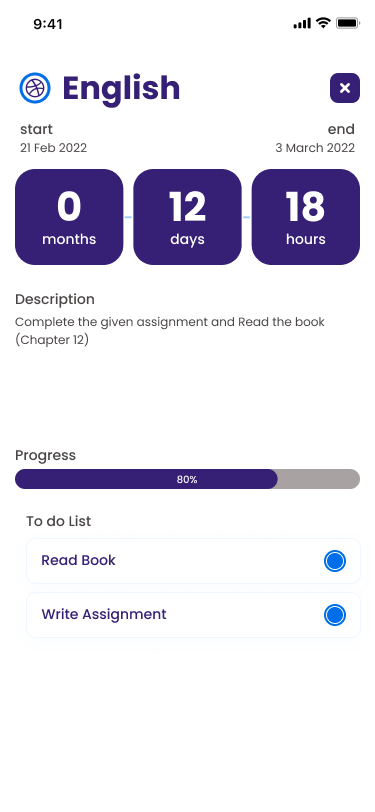 9:41
English
start
end
21 Feb 2022
3 March 2022
0
12
18
months
days
hours
Description
Complete the given assignment and Read the book
(Chapter 12)
Progress
80%
To do List
Read Book
Write Assignment